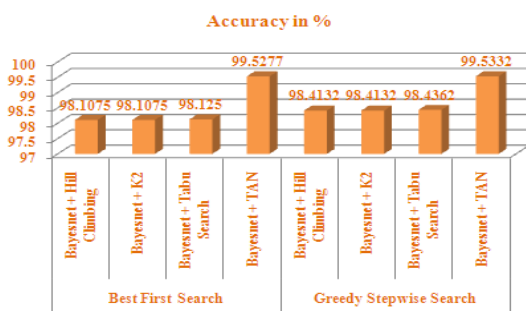 Accuracy in %
100
99.5
99
98.5
98
97.5
97
98.1075
98.1075
98.125
99.5277
98.4132
98.4132
98.4362
99.5332
Bayesnet + Hill
Climbing
Bayesnet + K2
Bayesnet + Tabu
Search
Bayesnet + TAN
Bayesnet + Hill
Climbing
Bayesnet + K2
Bayesnet + Tabu
Search
Bayesnet + TAN
Best First Search
Greedy Stepwise Search